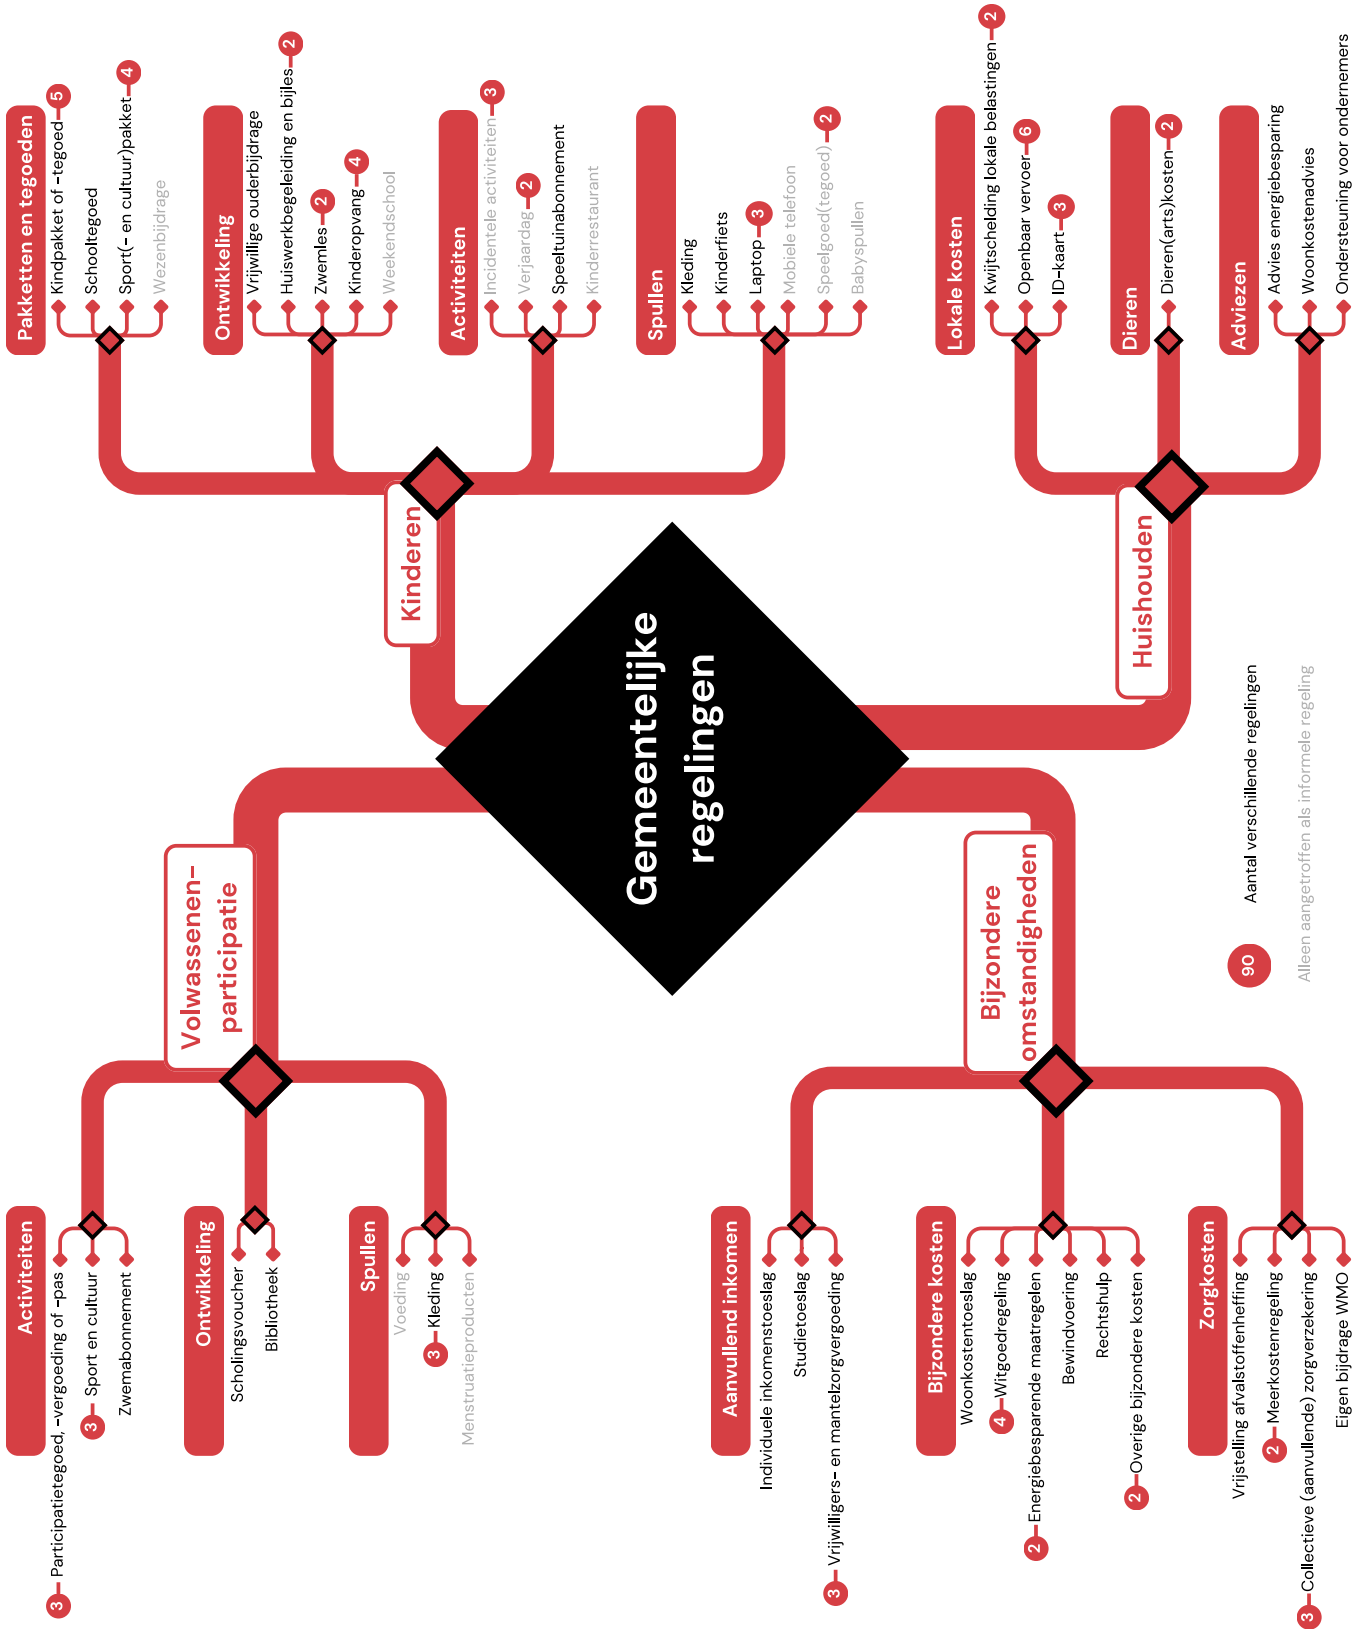 Gemeentelijke
regelingen
Volwassenen-
participatie
Activiteiten
3
Participatietegoed, -vergoeding of -pas
3
Sport en cultuur
Zwemabonnement
Ontwikkeling
Scholingsvoucher
Bibliotheek
Spullen
Voeding
3
Kleding
Menstruatieproducten
Kinderen
Pakketten en tegoeden
Kindpakket of -tegoed
5
Schooltegoed
Sport(- en cultuur)pakket
4
Wezenbijdrage
Ontwikkeling
Vrijwillige ouderbijdrage
Huiswerkbegeleiding en bijles
2
Zwemles
2
Kinderopvang
4
Weekendschool
Activiteiten
Incidentele activiteiten
3
Verjaardag
2
Speeltuinabonnement
Kinderrestaurant
Spullen
Kleding
Kinderfiets
Laptop
3
Mobiele telefoon
Speelgoed(tegoed)
2
Babyspullen
Bijzondere
omstandigheden
Aanvullend inkomen
Individuele inkomenstoeslag
Studietoeslag
3
Vrijwilligers- en mantelzorgvergoeding
Bijzondere kosten
Woonkostentoeslag
4
Witgoedregeling
2
Energiebesparende maatregelen
Bewindvoering
Rechtshulp
2
Overige bijzondere kosten
Zorgkosten
Vrijstelling afvalstoffenheffing
2
Meerkostenregeling
3
Collectieve (aanvullende) zorgverzekering
Eigen bijdrage WMO
Huishouden
Lokale kosten
Kwijtschelding lokale belastingen
2
Openbaar vervoer
6
ID-kaart
3
Dieren
Dieren(arts)kosten
2
Adviezen
Advies energiebesparing
Woonkostenadvies
Ondersteuning voor ondernemers
90
Aantal verschillende regelingen
Alleen aangetroffen als informele regeling